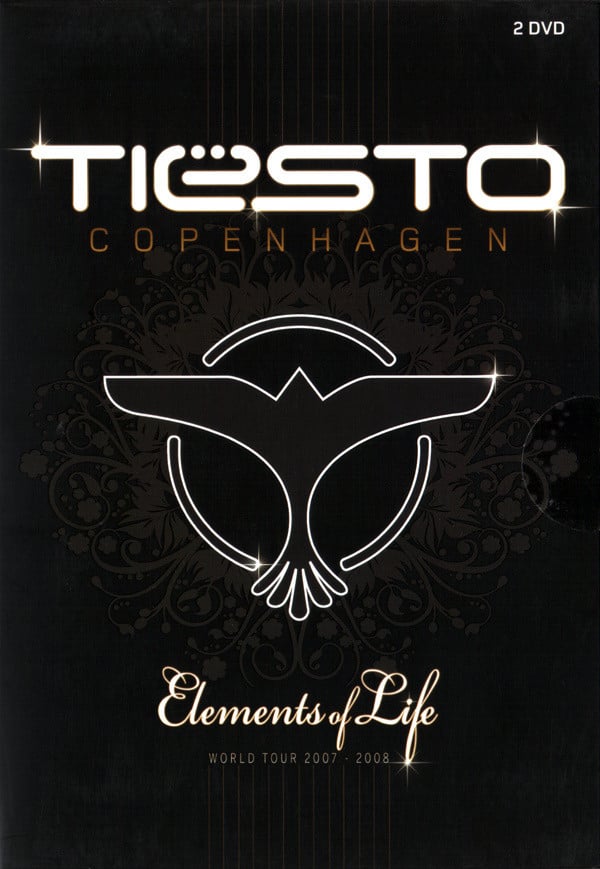 2 DVD
TIËSTO
COPENHAGEN
Elements of Life
WORLD TOUR 2007 - 2008